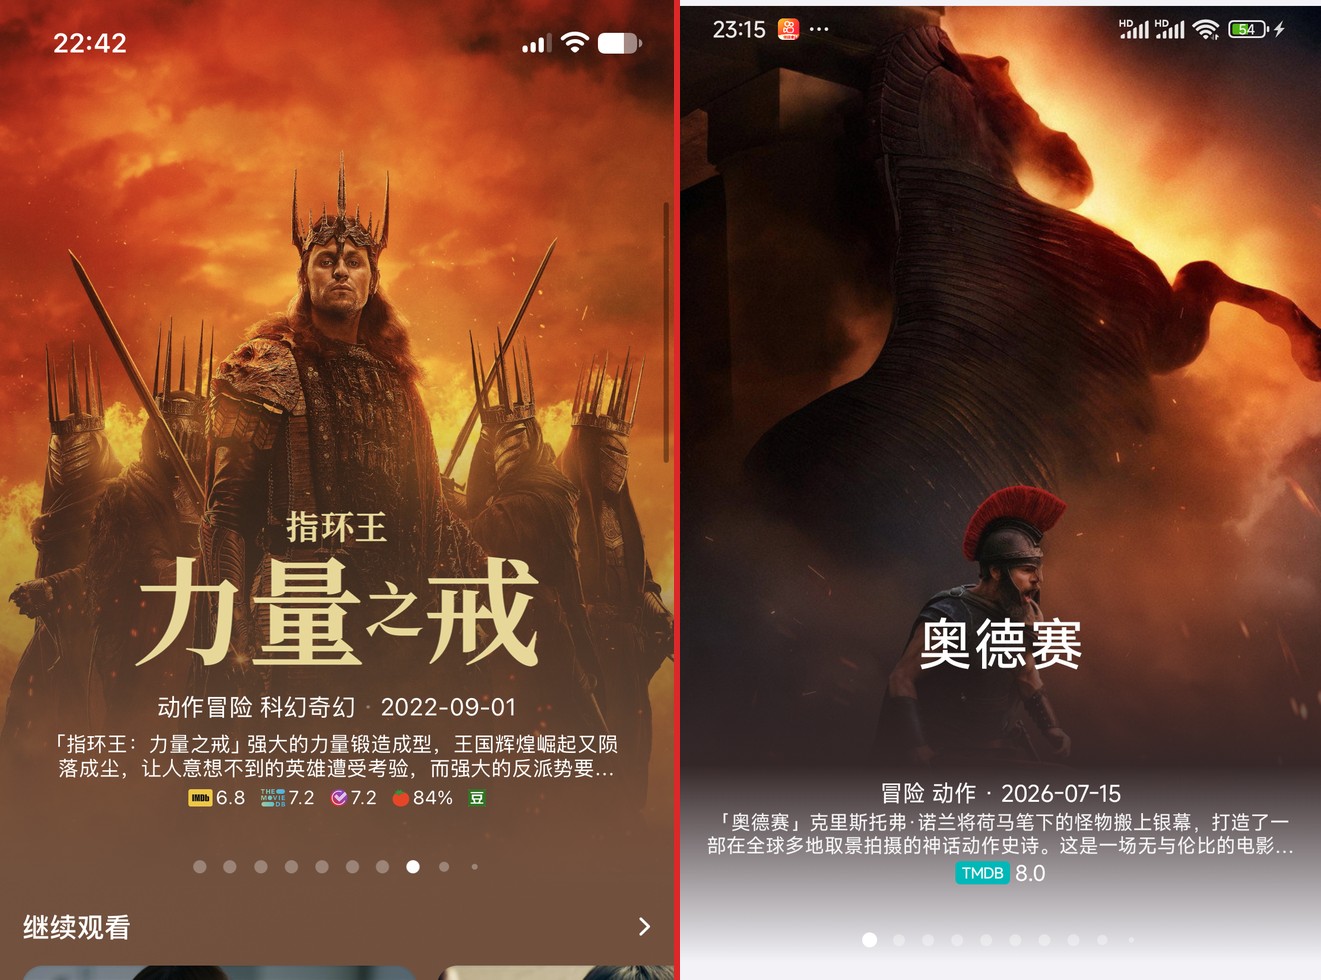 22:42
指环王
力量之戒
动作冒险 科幻奇幻 · 2022-09-01
「指环王：力量之戒」强大的力量锻造成型，王国辉煌崛起又陨
落成尘，让人意想不到的英雄遭受考验，而强大的反派势要...
IMDb 6.8 THE MOVIE DB 7.2 7.2 84% 豆
继续观看
23:15 ... HD HD 54
奥德赛
冒险 动作 · 2026-07-15
「奥德赛」克里斯托弗·诺兰将荷马笔下的怪物搬上银幕，打造了一
部在全球多地取景拍摄的神话动作史诗。这是一场无与伦比的电影...
TMDB 8.0